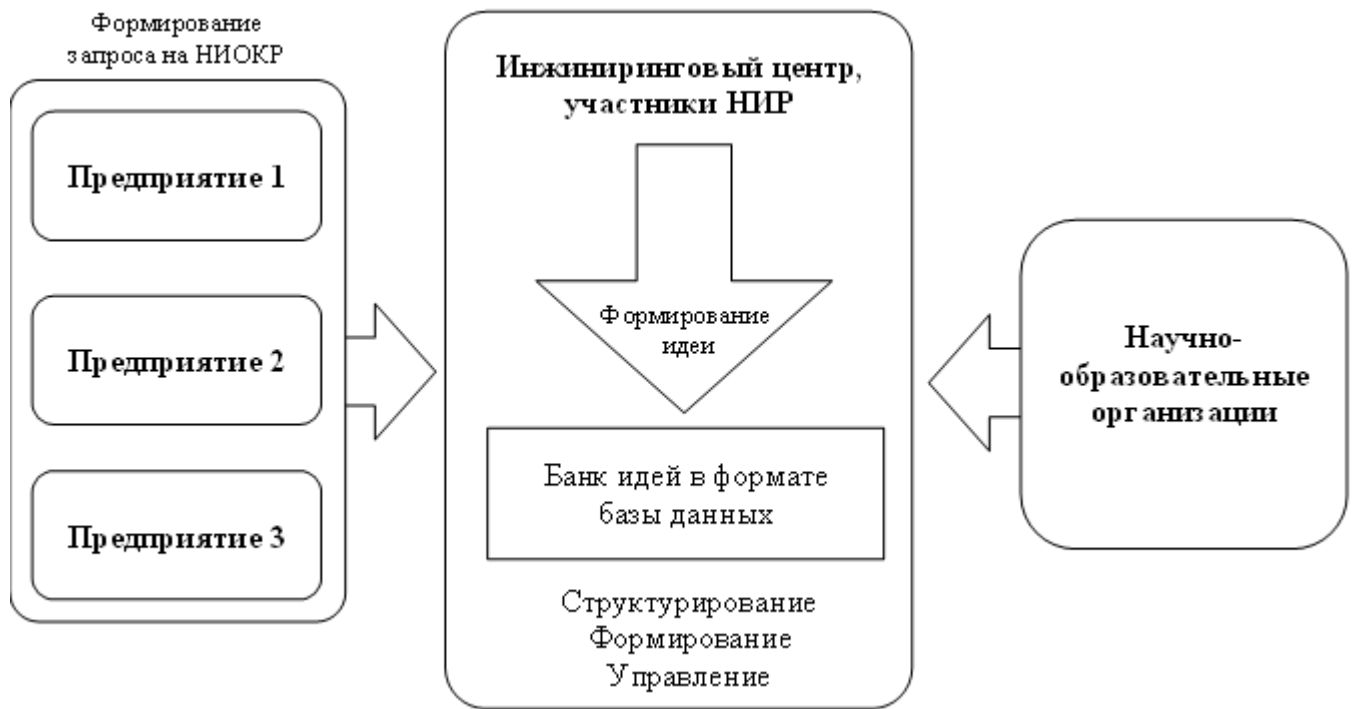 Формирование
запроса на НИОКР
Предприятие 1
Предприятие 2
Предприятие 3
Инжиниринговый центр,
участники НИР
Формирование
идеи
Банк идей в формате
базы данных
Структурирование
Формирование
Управление
Научно-
образовательные
организации